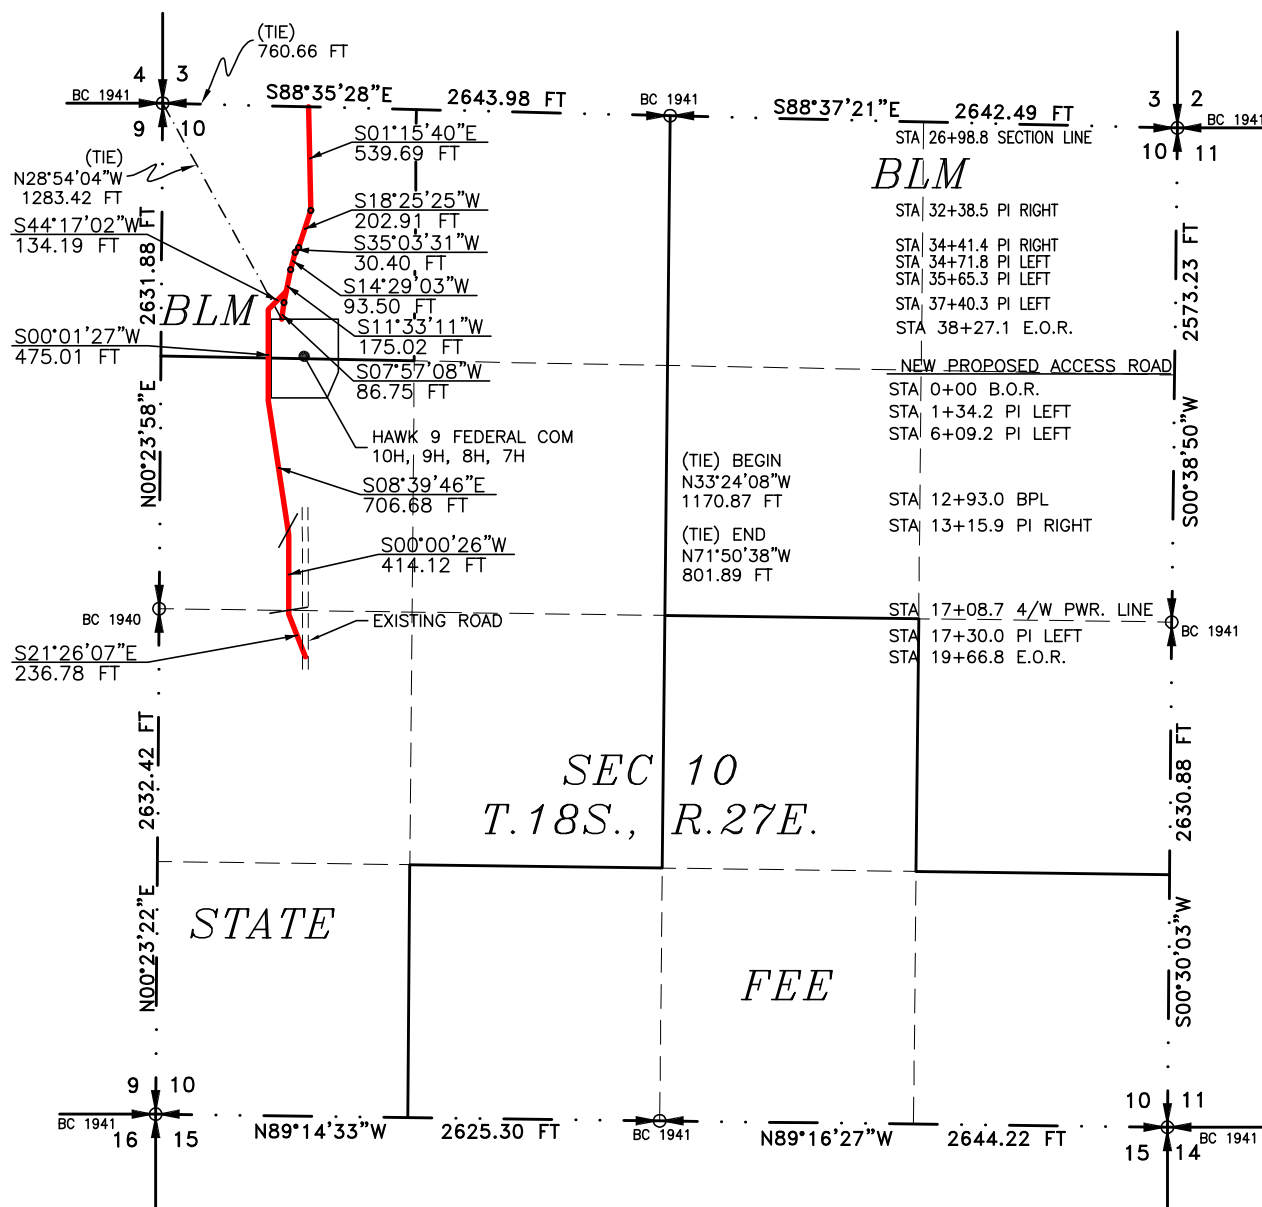 (TIE)
760.66 FT
4 3
BC 1941
9 10
S88°35'28"E 2643.98 FT
BC 1941
S88°37'21"E 2642.49 FT
3 2
BC 1941
10 11
STA 26+98.8 SECTION LINE
BLM
S01°15'40"E
539.69 FT
(TIE)
N28°54'04"W
1283.42 FT
S18°25'25"W
202.91 FT
STA 32+38.5 PI RIGHT
S44°17'02"W
134.19 FT
S35°03'31"W
30.40 FT
STA 34+41.4 PI RIGHT
STA 34+71.8 PI LEFT
STA 35+65.3 PI LEFT
2631.88 FT
2573.23 FT
S14°29'03"W
93.50 FT
STA 37+40.3 PI LEFT
BLM
S11°33'11"W
175.02 FT
STA 38+27.1 E.O.R.
S00°01'27"W
475.01 FT
S07°57'08"W
86.75 FT
NEW PROPOSED ACCESS ROAD
STA 0+00 B.O.R.
STA 1+34.2 PI LEFT
STA 6+09.2 PI LEFT
N00°23'58"E
S00°38'50"W
HAWK 9 FEDERAL COM
10H, 9H, 8H, 7H
(TIE) BEGIN
N33°24'08"W
1170.87 FT
S08°39'46"E
706.68 FT
STA 12+93.0 BPL
STA 13+15.9 PI RIGHT
(TIE) END
N71°50'38"W
801.89 FT
S00°00'26"W
414.12 FT
BC 1940
EXISTING ROAD
STA 17+08.7 4/W PWR. LINE
BC 1941
STA 17+30.0 PI LEFT
STA 19+66.8 E.O.R.
S21°26'07"E
236.78 FT
2632.42 FT
2630.88 FT
SEC 10
T.18S., R.27E.
STATE
N00°23'22"E
S00°30'03"W
FEE
9 10
BC 1941
16 15
N89°14'33"W 2625.30 FT
BC 1941
N89°16'27"W 2644.22 FT
10 11
BC 1941
15 14